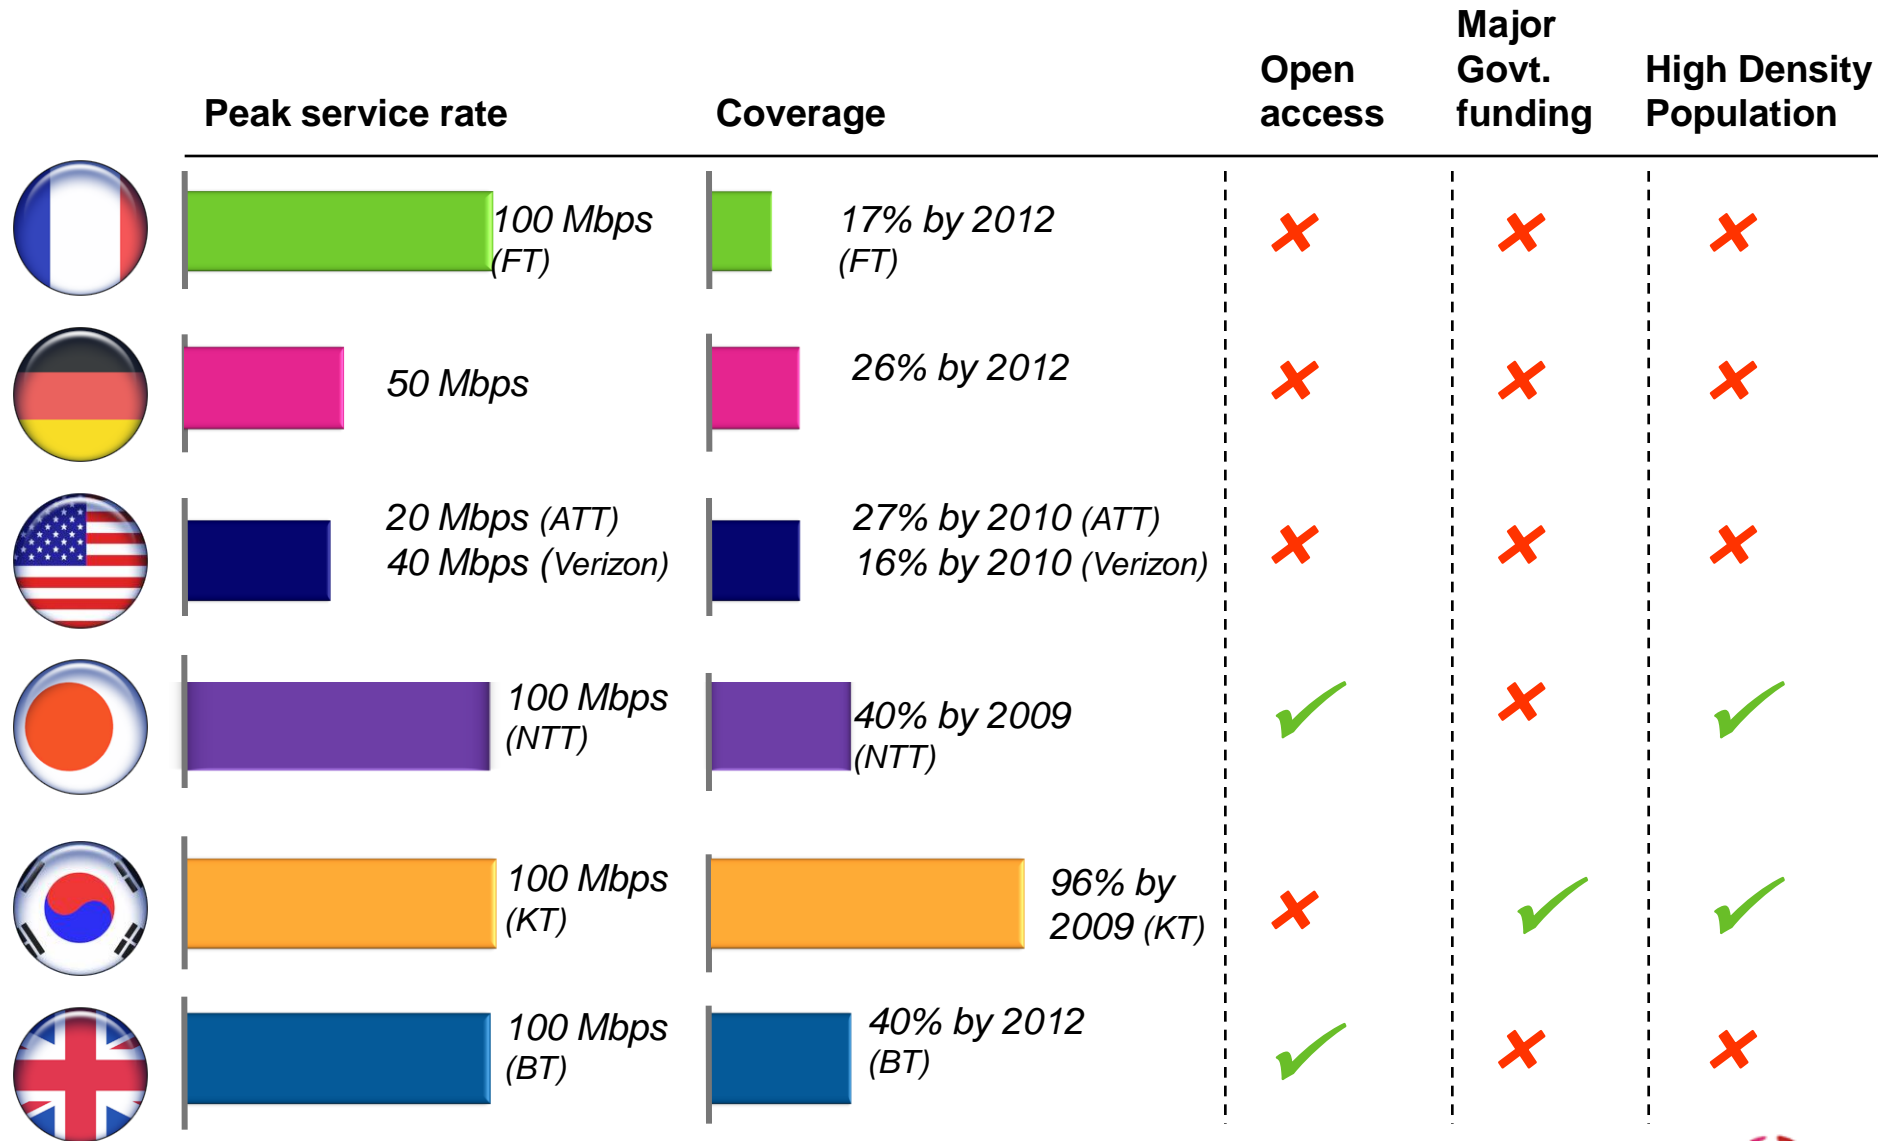 Peak service rate
Coverage
Open
access
Major
Govt.
funding
High Density
Population
100 Mbps
(FT)
17% by 2012
(FT)
50 Mbps
26% by 2012
20 Mbps (ATT)
40 Mbps (Verizon)
27% by 2010 (ATT)
16% by 2010 (Verizon)
100 Mbps
(NTT)
40% by 2009
(NTT)
100 Mbps
(KT)
96% by
2009 (KT)
100 Mbps
(BT)
40% by 2012
(BT)